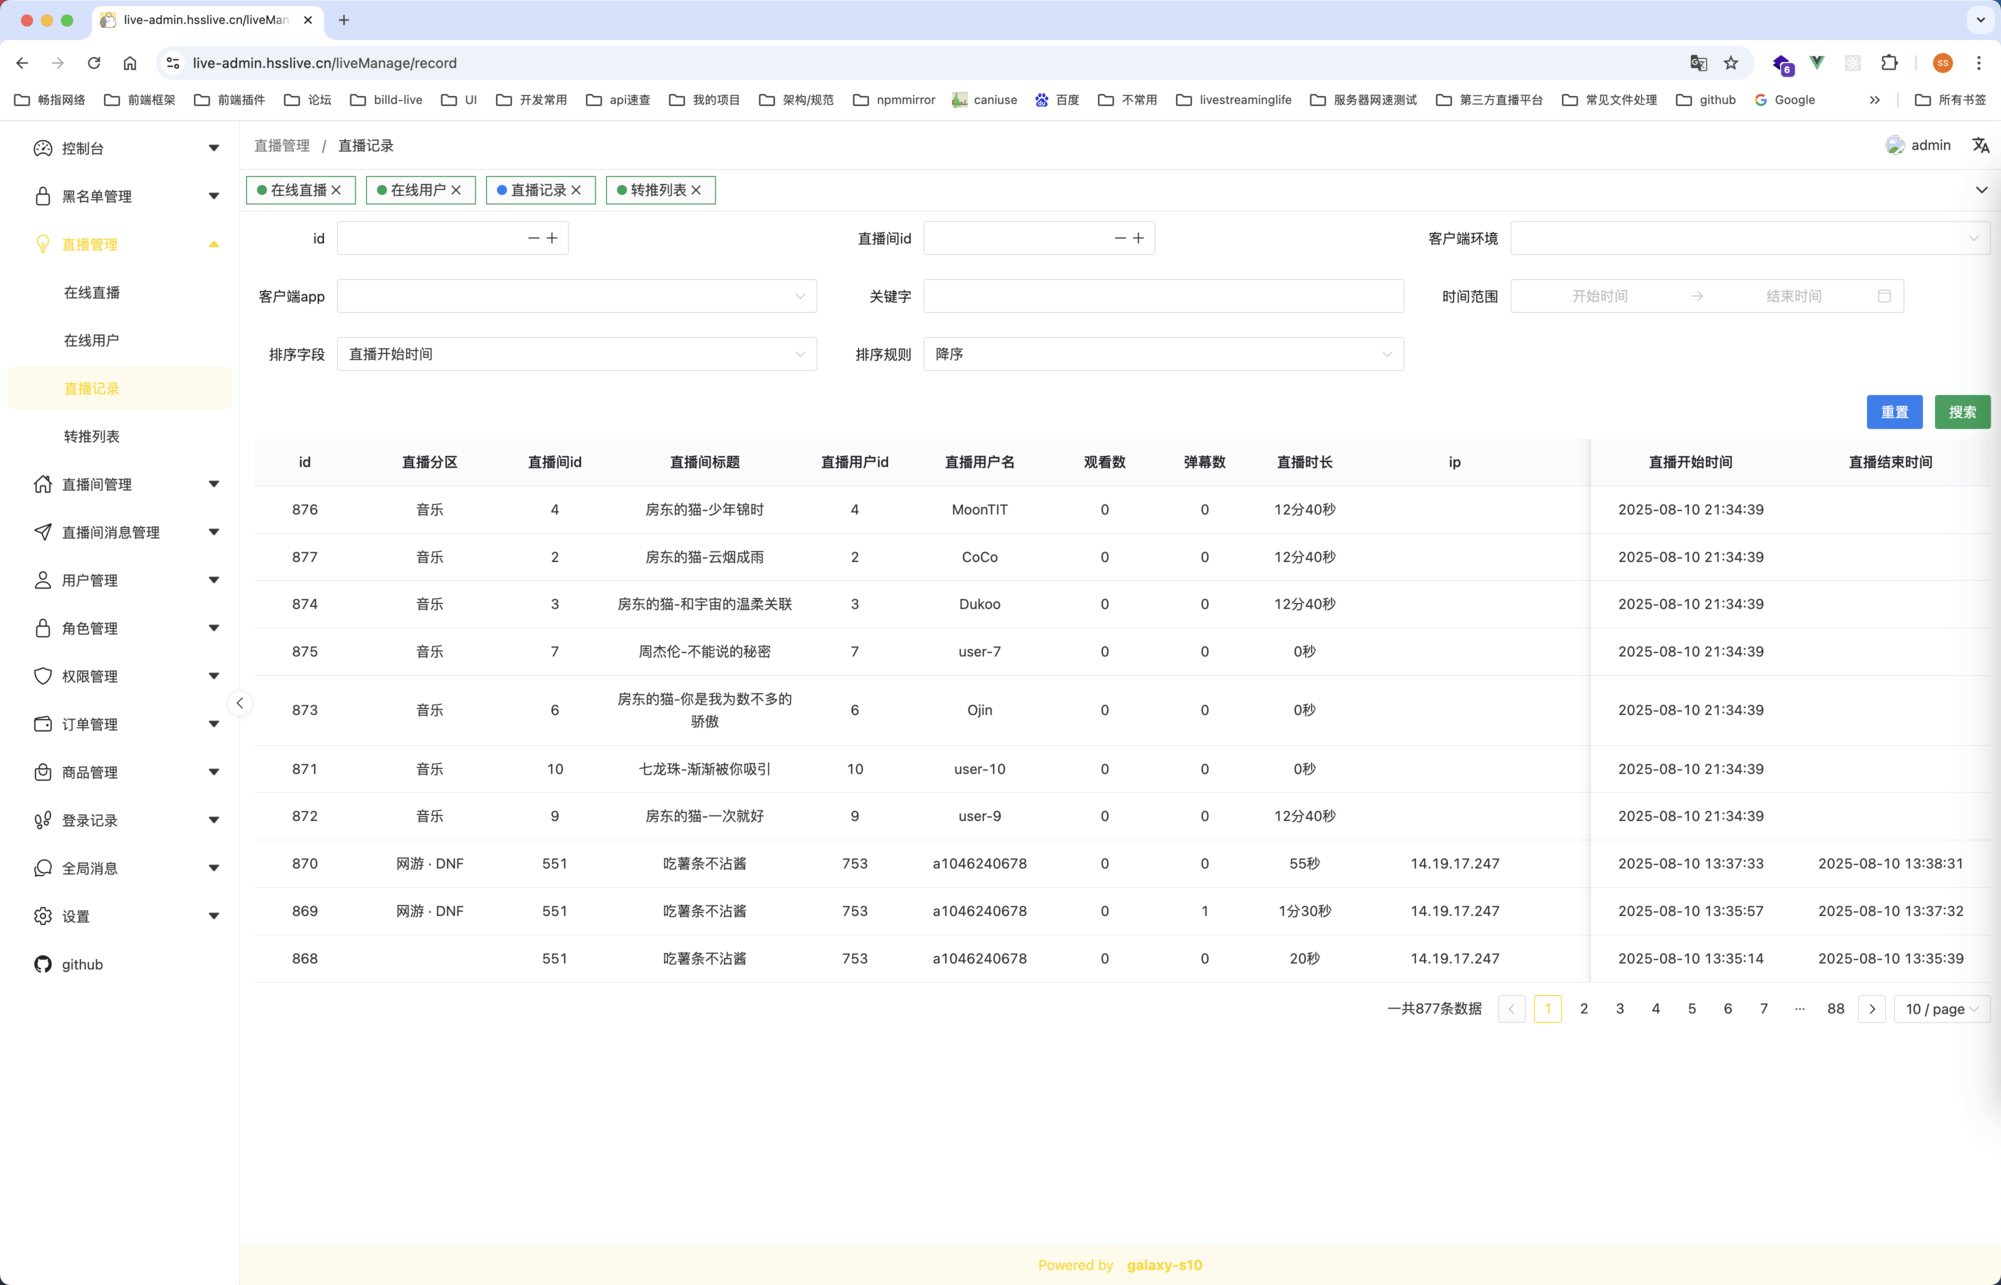 live-admin.hsslive.cn/liveMan
live-admin.hsslive.cn/liveManage/record
6
SS
畅指网络 前端框架 前端插件 论坛 billd-live UI 开发常用 api速查 我的项目 架构/规范 npmmirror caniuse 百度 不常用 livestreaminglife 服务器网速测试 第三方直播平台 常见文件处理 github Google 所有书签
控制台
黑名单管理
直播管理
在线直播
在线用户
直播记录
转推列表
直播间管理
直播间消息管理
用户管理
角色管理
权限管理
订单管理
商品管理
登录记录
全局消息
设置
github
直播管理 / 直播记录
admin
在线直播 在线用户 直播记录 转推列表
id 直播间id 客户端环境
客户端app 关键字 时间范围 开始时间 结束时间
排序字段 直播开始时间 排序规则 降序
重置 搜索
id 直播分区 直播间id 直播间标题 直播用户id 直播用户名 观看数 弹幕数 直播时长 ip 直播开始时间 直播结束时间
876 音乐 4 房东的猫-少年锦时 4 MoonTIT 0 0 12分40秒 2025-08-10 21:34:39
877 音乐 2 房东的猫-云烟成雨 2 CoCo 0 0 12分40秒 2025-08-10 21:34:39
874 音乐 3 房东的猫-和宇宙的温柔关联 3 Dukoo 0 0 12分40秒 2025-08-10 21:34:39
875 音乐 7 周杰伦-不能说的秘密 7 user-7 0 0 0秒 2025-08-10 21:34:39
873 音乐 6 房东的猫-你是我为数不多的
骄傲 6 Ojin 0 0 0秒 2025-08-10 21:34:39
871 音乐 10 七龙珠-渐渐被你吸引 10 user-10 0 0 0秒 2025-08-10 21:34:39
872 音乐 9 房东的猫-一次就好 9 user-9 0 0 12分40秒 2025-08-10 21:34:39
870 网游 · DNF 551 吃薯条不沾酱 753 a1046240678 0 0 55秒 14.19.17.247 2025-08-10 13:37:33 2025-08-10 13:38:31
869 网游 · DNF 551 吃薯条不沾酱 753 a1046240678 0 1 1分30秒 14.19.17.247 2025-08-10 13:35:57 2025-08-10 13:37:32
868 551 吃薯条不沾酱 753 a1046240678 0 0 20秒 14.19.17.247 2025-08-10 13:35:14 2025-08-10 13:35:39
一共877条数据 1 2 3 4 5 6 7 ··· 88 10 / page
Powered by galaxy-s10